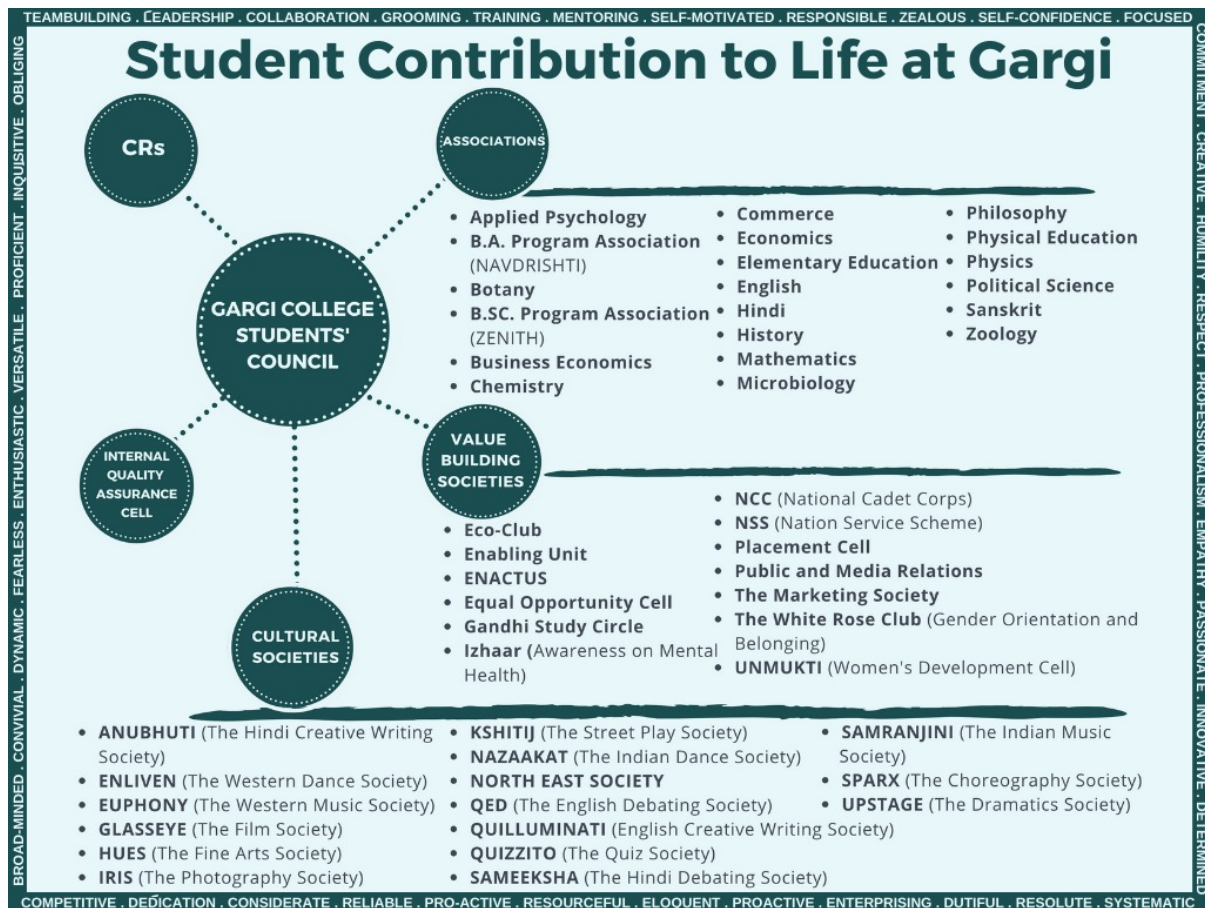 TEAMBUILDING . LEADERSHIP . COLLABORATION . GROOMING . TRAINING . MENTORING . SELF-MOTIVATED . RESPONSIBLE . ZEALOUS . SELF-CONFIDENCE . FOCUSED
COMMITMENT . CREATIVE . HUMILITY . RESPECT . PROFESSIONALISM . EMPATHY . PASSIONATE . INNOVATIVE . DETERMINED
BROAD-MINDED . CONVIVIAL . DYNAMIC . FEARLESS . ENTHUSIASTIC . VERSATILE . PROFICIENT . INQUISITIVE . OBLIGING
Student Contribution to Life at Gargi
CRs
ASSOCIATIONS
GARGI COLLEGE
STUDENTS'
COUNCIL
• Applied Psychology
• B.A. Program Association
(NAVDRISHTI)
• Botany
• B.SC. Program Association
(ZENITH)
• Business Economics
• Chemistry
• Commerce
• Economics
• Elementary Education
• English
• Hindi
• History
• Mathematics
• Microbiology
• Philosophy
• Physical Education
• Physics
• Political Science
• Sanskrit
• Zoology
INTERNAL
QUALITY
ASSURANCE
CELL
VALUE
BUILDING
SOCIETIES
• Eco-Club
• Enabling Unit
• ENACTUS
• Equal Opportunity Cell
• Gandhi Study Circle
• Izhaar (Awareness on Mental
Health)
• NCC (National Cadet Corps)
• NSS (Nation Service Scheme)
• Placement Cell
• Public and Media Relations
• The Marketing Society
• The White Rose Club (Gender Orientation and
Belonging)
• UNMUKTI (Women's Development Cell)
CULTURAL
SOCIETIES
• ANUBHUTI (The Hindi Creative Writing
Society)
• ENLIVEN (The Western Dance Society)
• EUPHONY (The Western Music Society)
• GLASSEYE (The Film Society)
• HUES (The Fine Arts Society)
• IRIS (The Photography Society)
• KSHITIJ (The Street Play Society)
• NAZAAKAT (The Indian Dance Society)
• NORTH EAST SOCIETY
• QED (The English Debating Society)
• QUILLUMINATI (English Creative Writing Society)
• QUIZZITO (The Quiz Society)
• SAMEEKSHA (The Hindi Debating Society)
• SAMRANJINI (The Indian Music
Society)
• SPARX (The Choreography Society)
• UPSTAGE (The Dramatics Society)
COMPETITIVE . DEDICATION . CONSIDERATE . RELIABLE . PRO-ACTIVE . RESOURCEFUL . ELOQUENT . PROACTIVE . ENTERPRISING . DUTIFUL . RESOLUTE . SYSTEMATIC